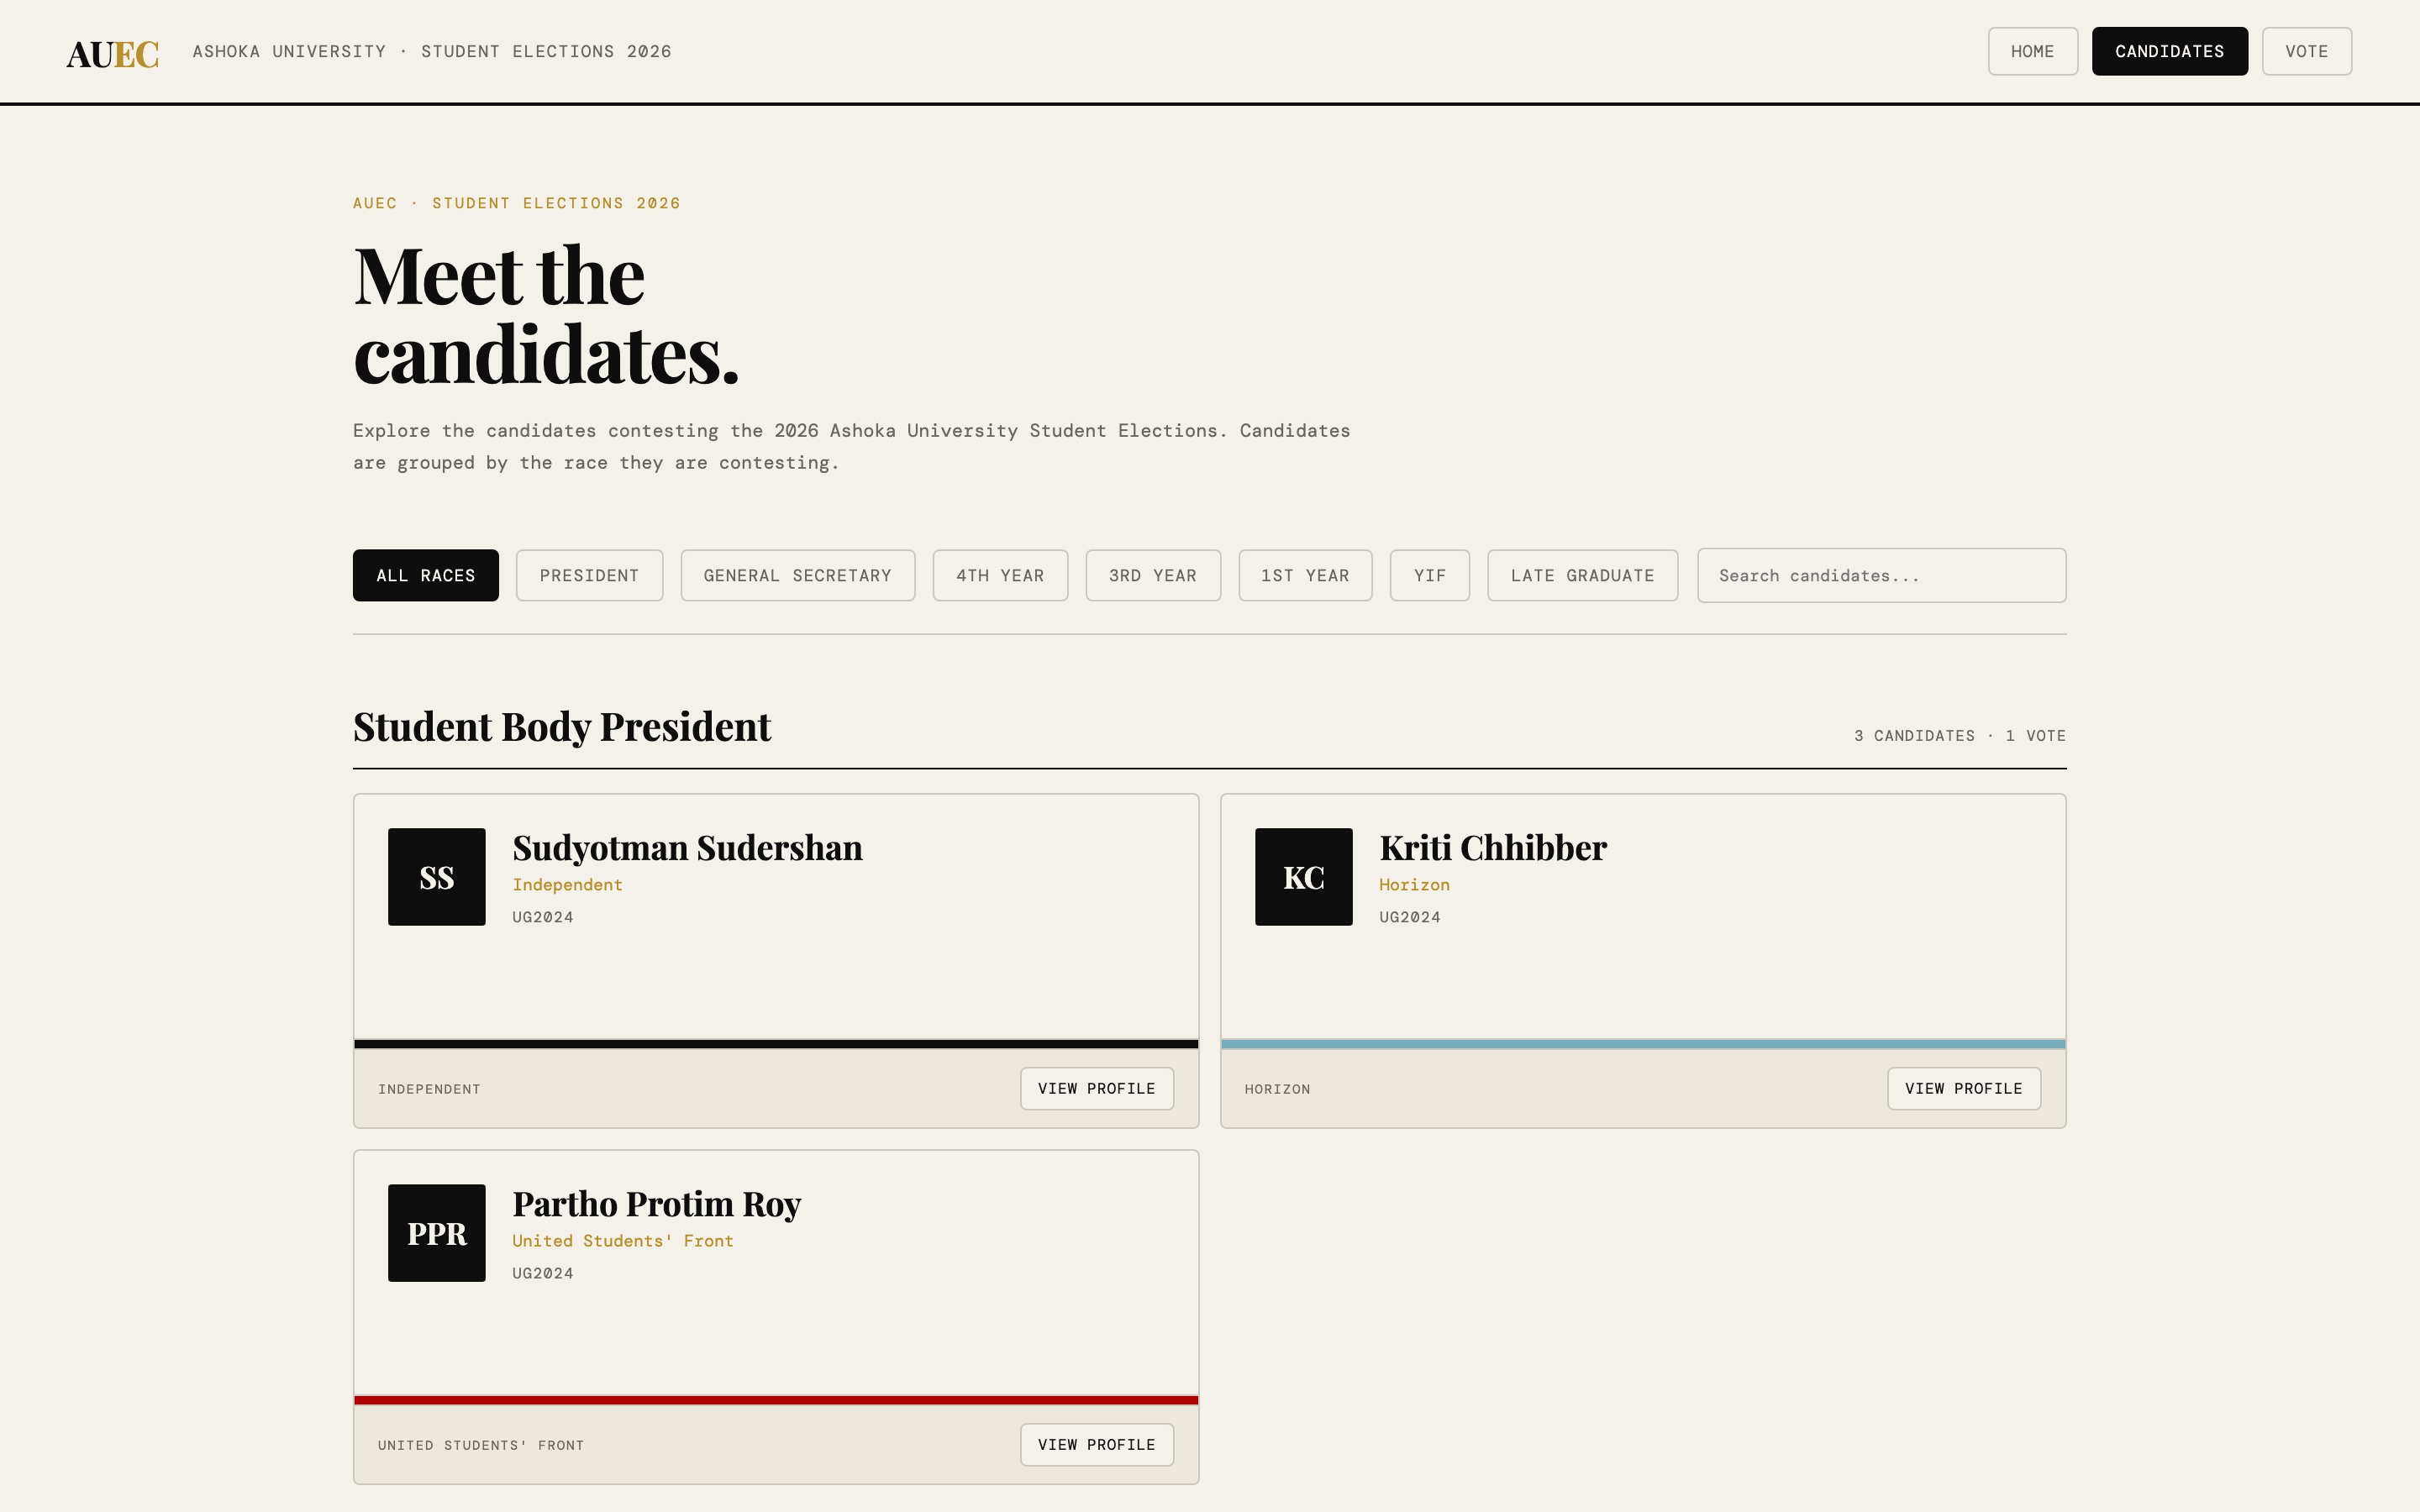 AUEC ASHOKA UNIVERSITY · STUDENT ELECTIONS 2026 HOME CANDIDATES VOTE
AUEC · STUDENT ELECTIONS 2026
Meet the
candidates.
Explore the candidates contesting the 2026 Ashoka University Student Elections. Candidates
are grouped by the race they are contesting.
ALL RACES PRESIDENT GENERAL SECRETARY 4TH YEAR 3RD YEAR 1ST YEAR YIF LATE GRADUATE Search candidates...
Student Body President 3 CANDIDATES · 1 VOTE
SS
Sudyotman Sudershan
Independent
UG2024
INDEPENDENT VIEW PROFILE
KC
Kriti Chhibber
Horizon
UG2024
HORIZON VIEW PROFILE
PPR
Partho Protim Roy
United Students' Front
UG2024
UNITED STUDENTS' FRONT VIEW PROFILE